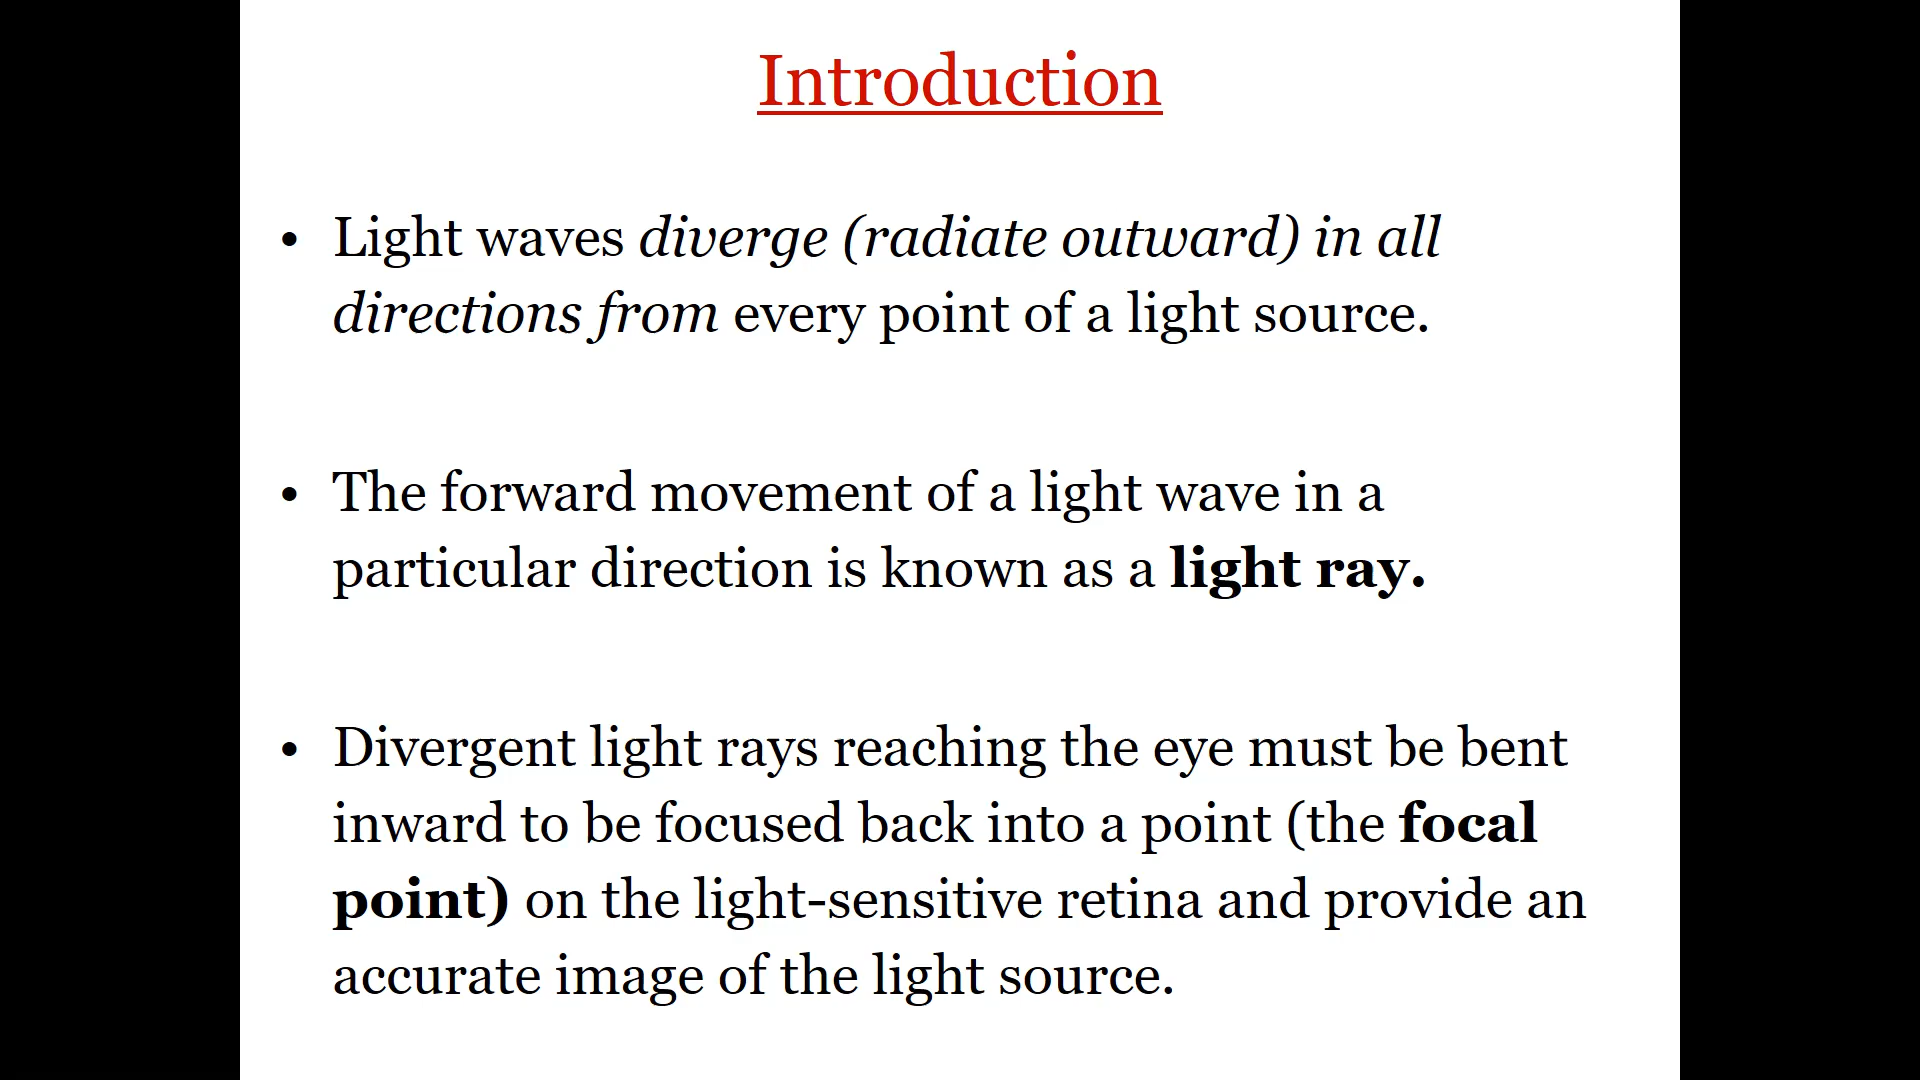 Introduction
• Light waves diverge (radiate outward) in all
directions from every point of a light source.
• The forward movement of a light wave in a
particular direction is known as a light ray.
• Divergent light rays reaching the eye must be bent
inward to be focused back into a point (the focal
point) on the light-sensitive retina and provide an
accurate image of the light source.